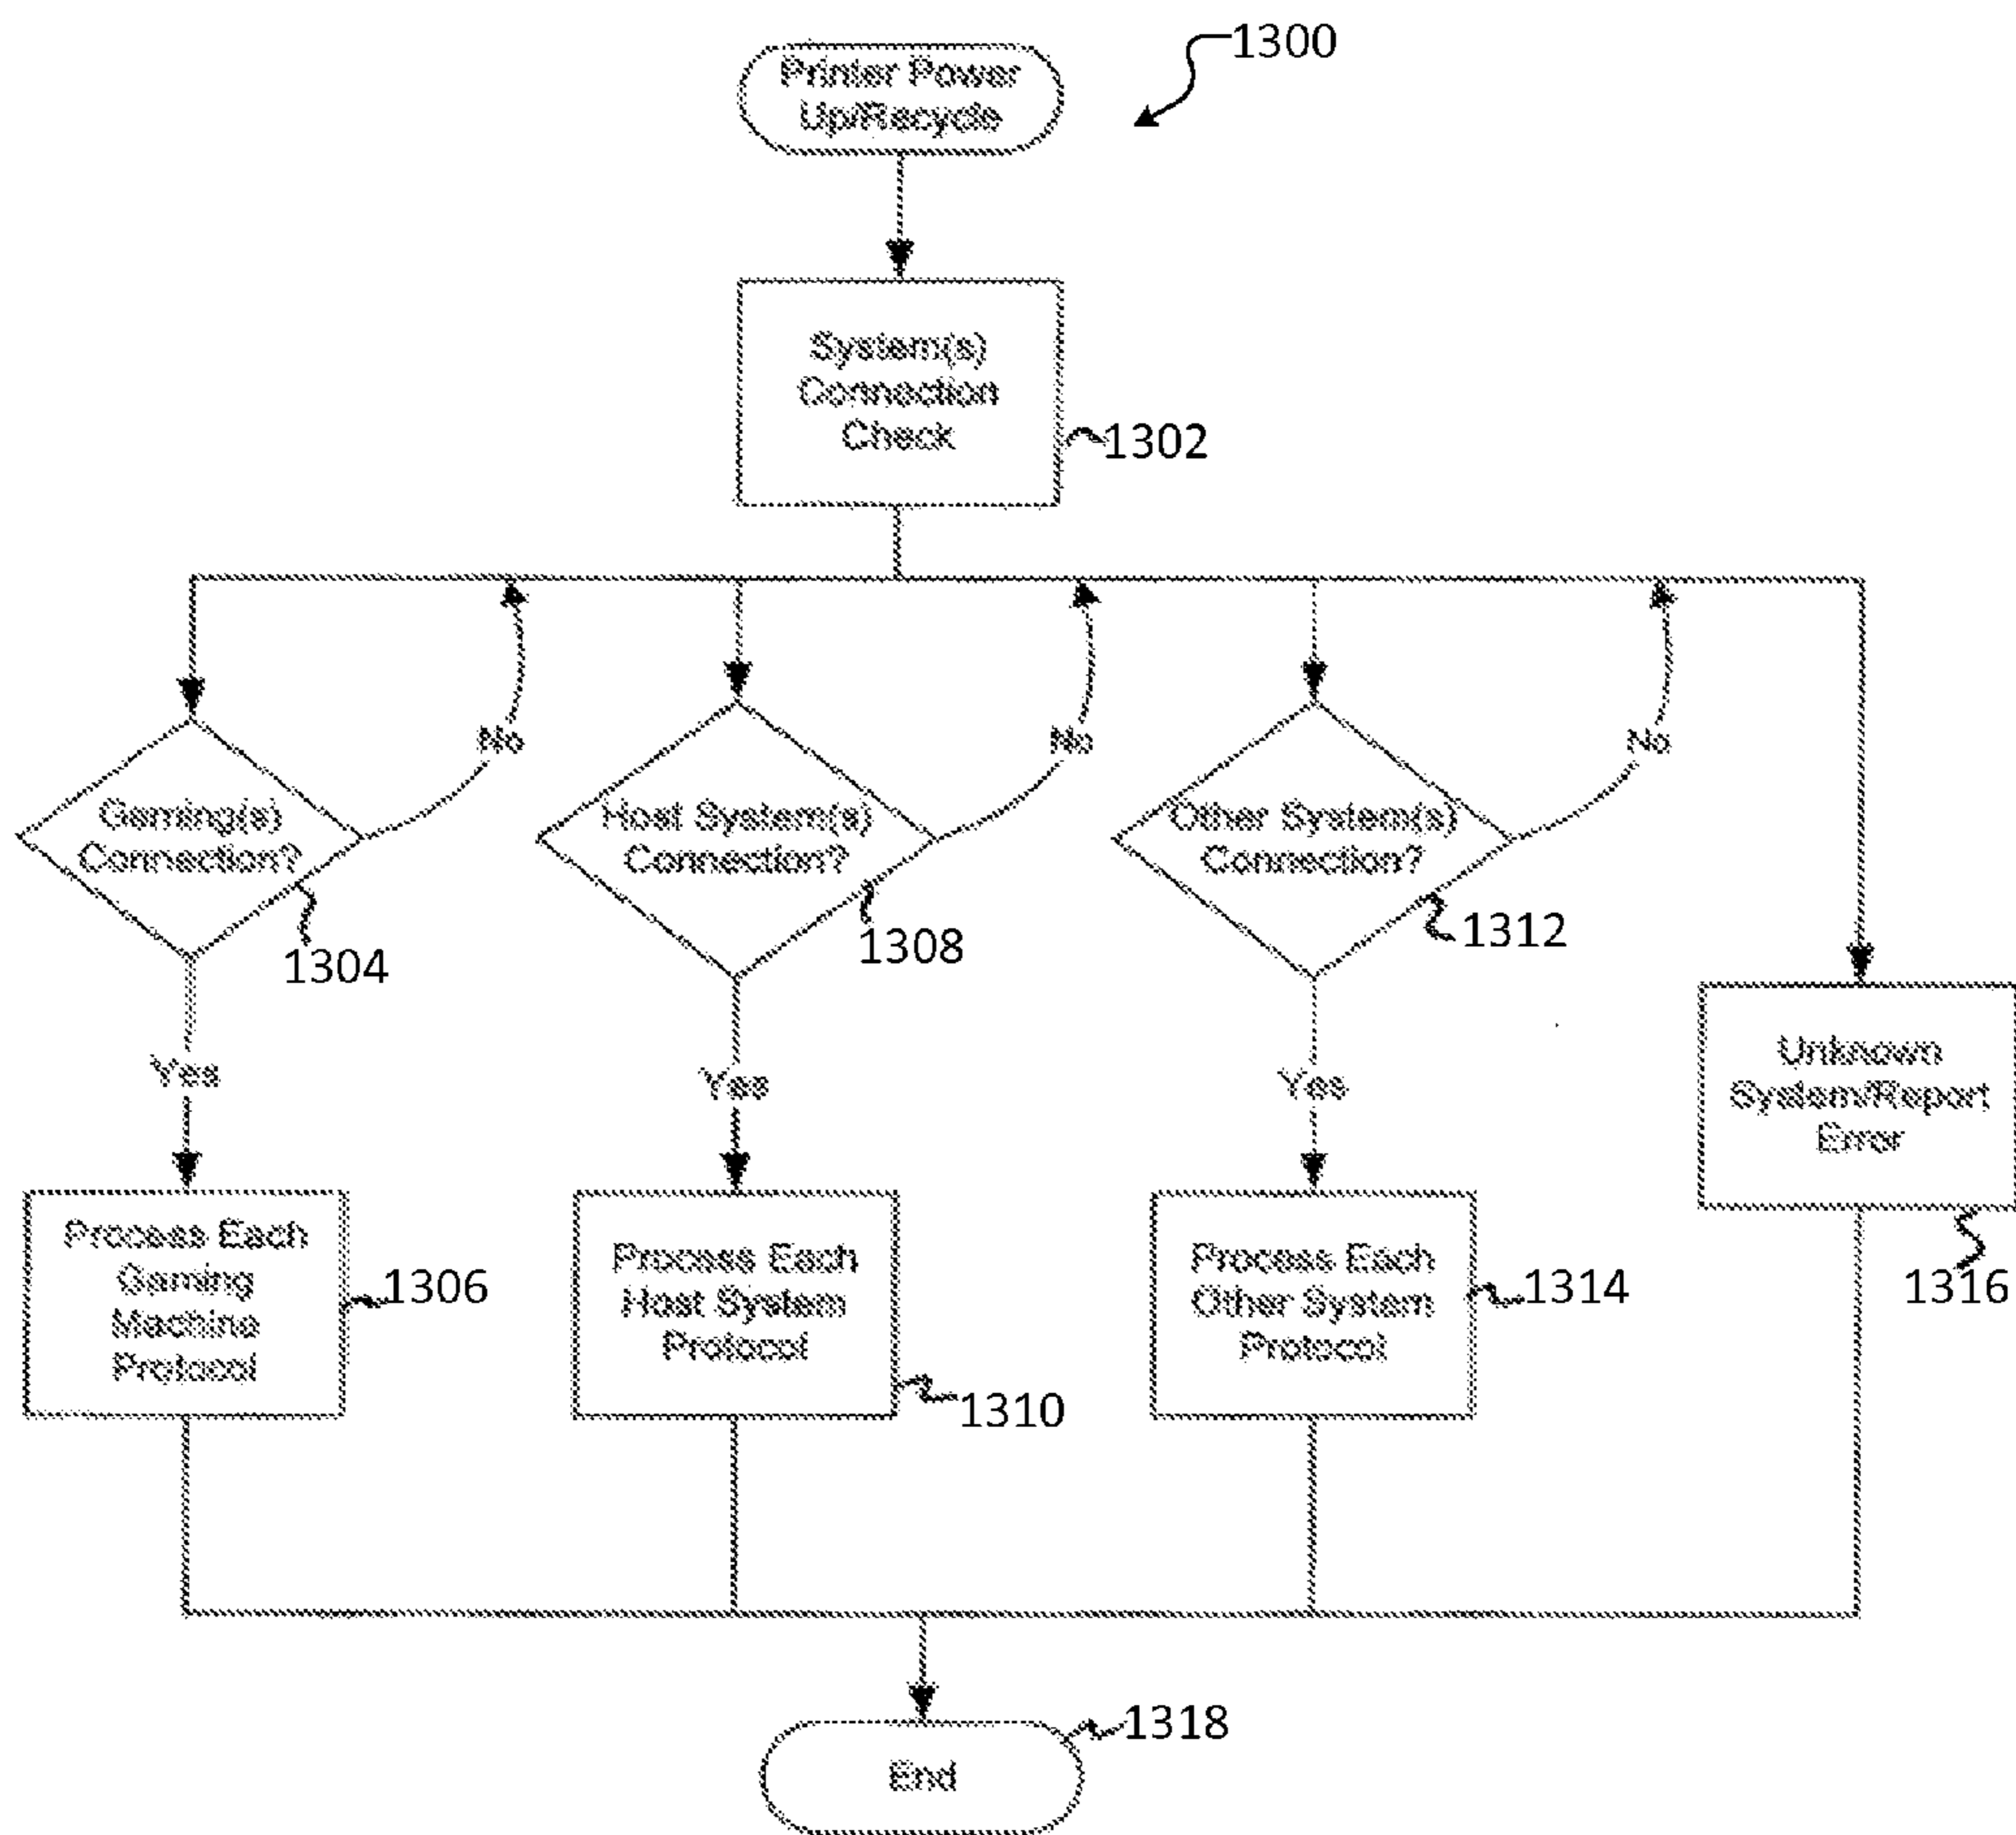 1300
Printer Power
Up/Recycle
System(s)
Connection
Check
1302
No
No
No
Gaming(s)
Connection?
1304
Host System(s)
Connection?
1308
Other System(s)
Connection?
1312
Yes
Yes
Yes
Unknown
System/Report
Error
1316
Process Each
Gaming
Machine
Protocol
1306
Process Each
Host System
Protocol
1310
Process Each
Other System
Protocol
1314
1318
End